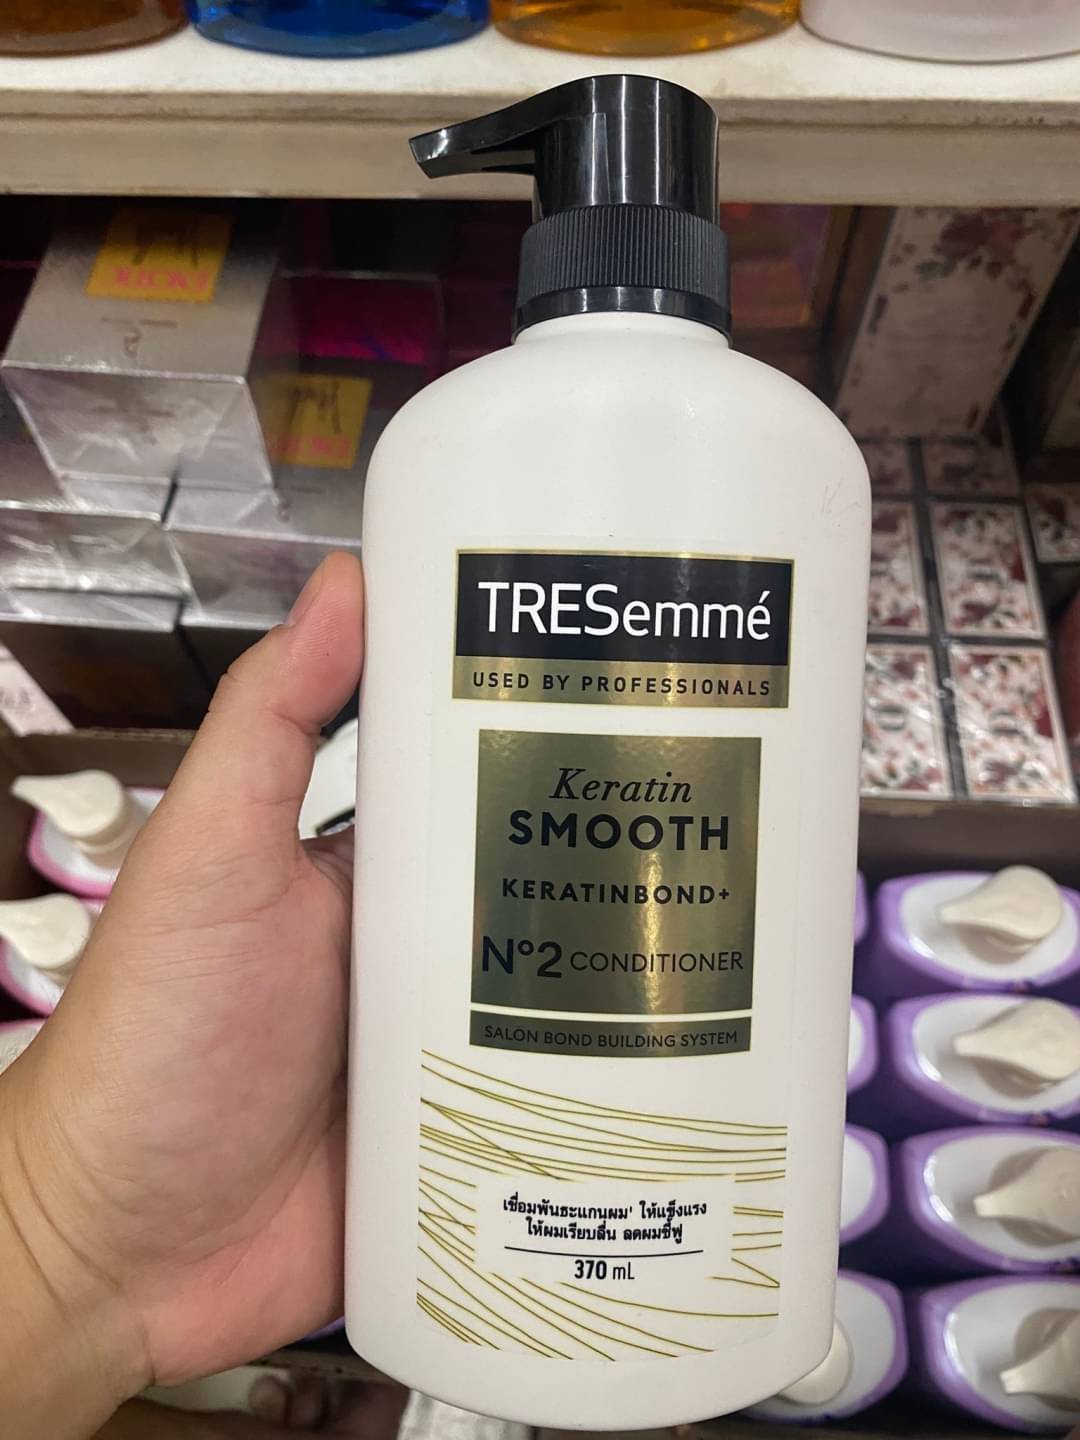 TRESemmé
USED BY PROFESSIONALS
Keratin
SMOOTH
KERATINBOND+
Nº2 CONDITIONER
SALON BOND BUILDING SYSTEM
เชื่อมพันธะแกนผม' ให้แข็งแรง
ให้ผมเรียบลื่น ลดผมชี้ฟู
370 mL